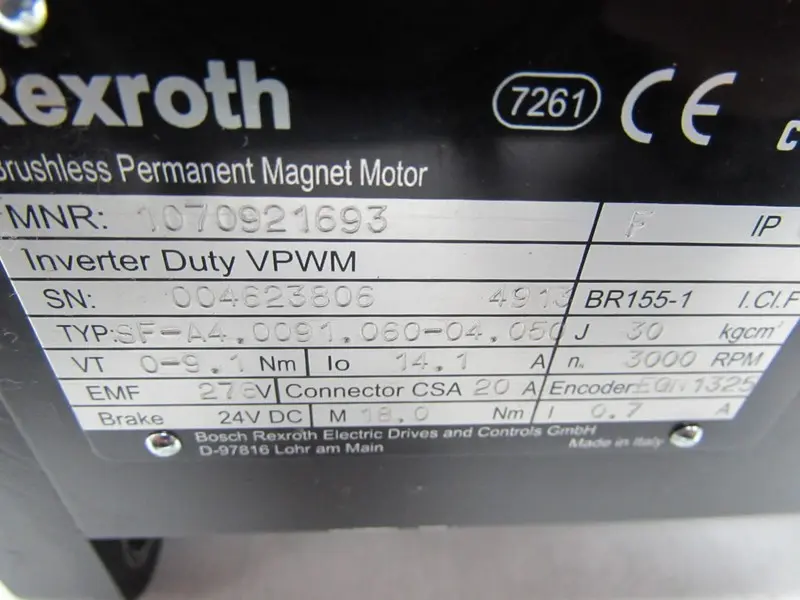 Rexroth 7261 CE C
Brushless Permanent Magnet Motor
MNR: 1070921693 F IP
Inverter Duty VPWM
SN: 004623806 4913 BR155-1 I.Cl.F
TYP: SF-A4.0091.060-04.050 J 30 kgcm²
VT 0-9.1 Nm Io 14.1 A n. 3000 RPM
EMF V Connector CSA 20 A Encoder EQN1325
Brake 24V DC M 18.0 Nm I 0.7 A
Bosch Rexroth Electric Drives and Controls GmbH
D-97816 Lohr am Main Made in Italy